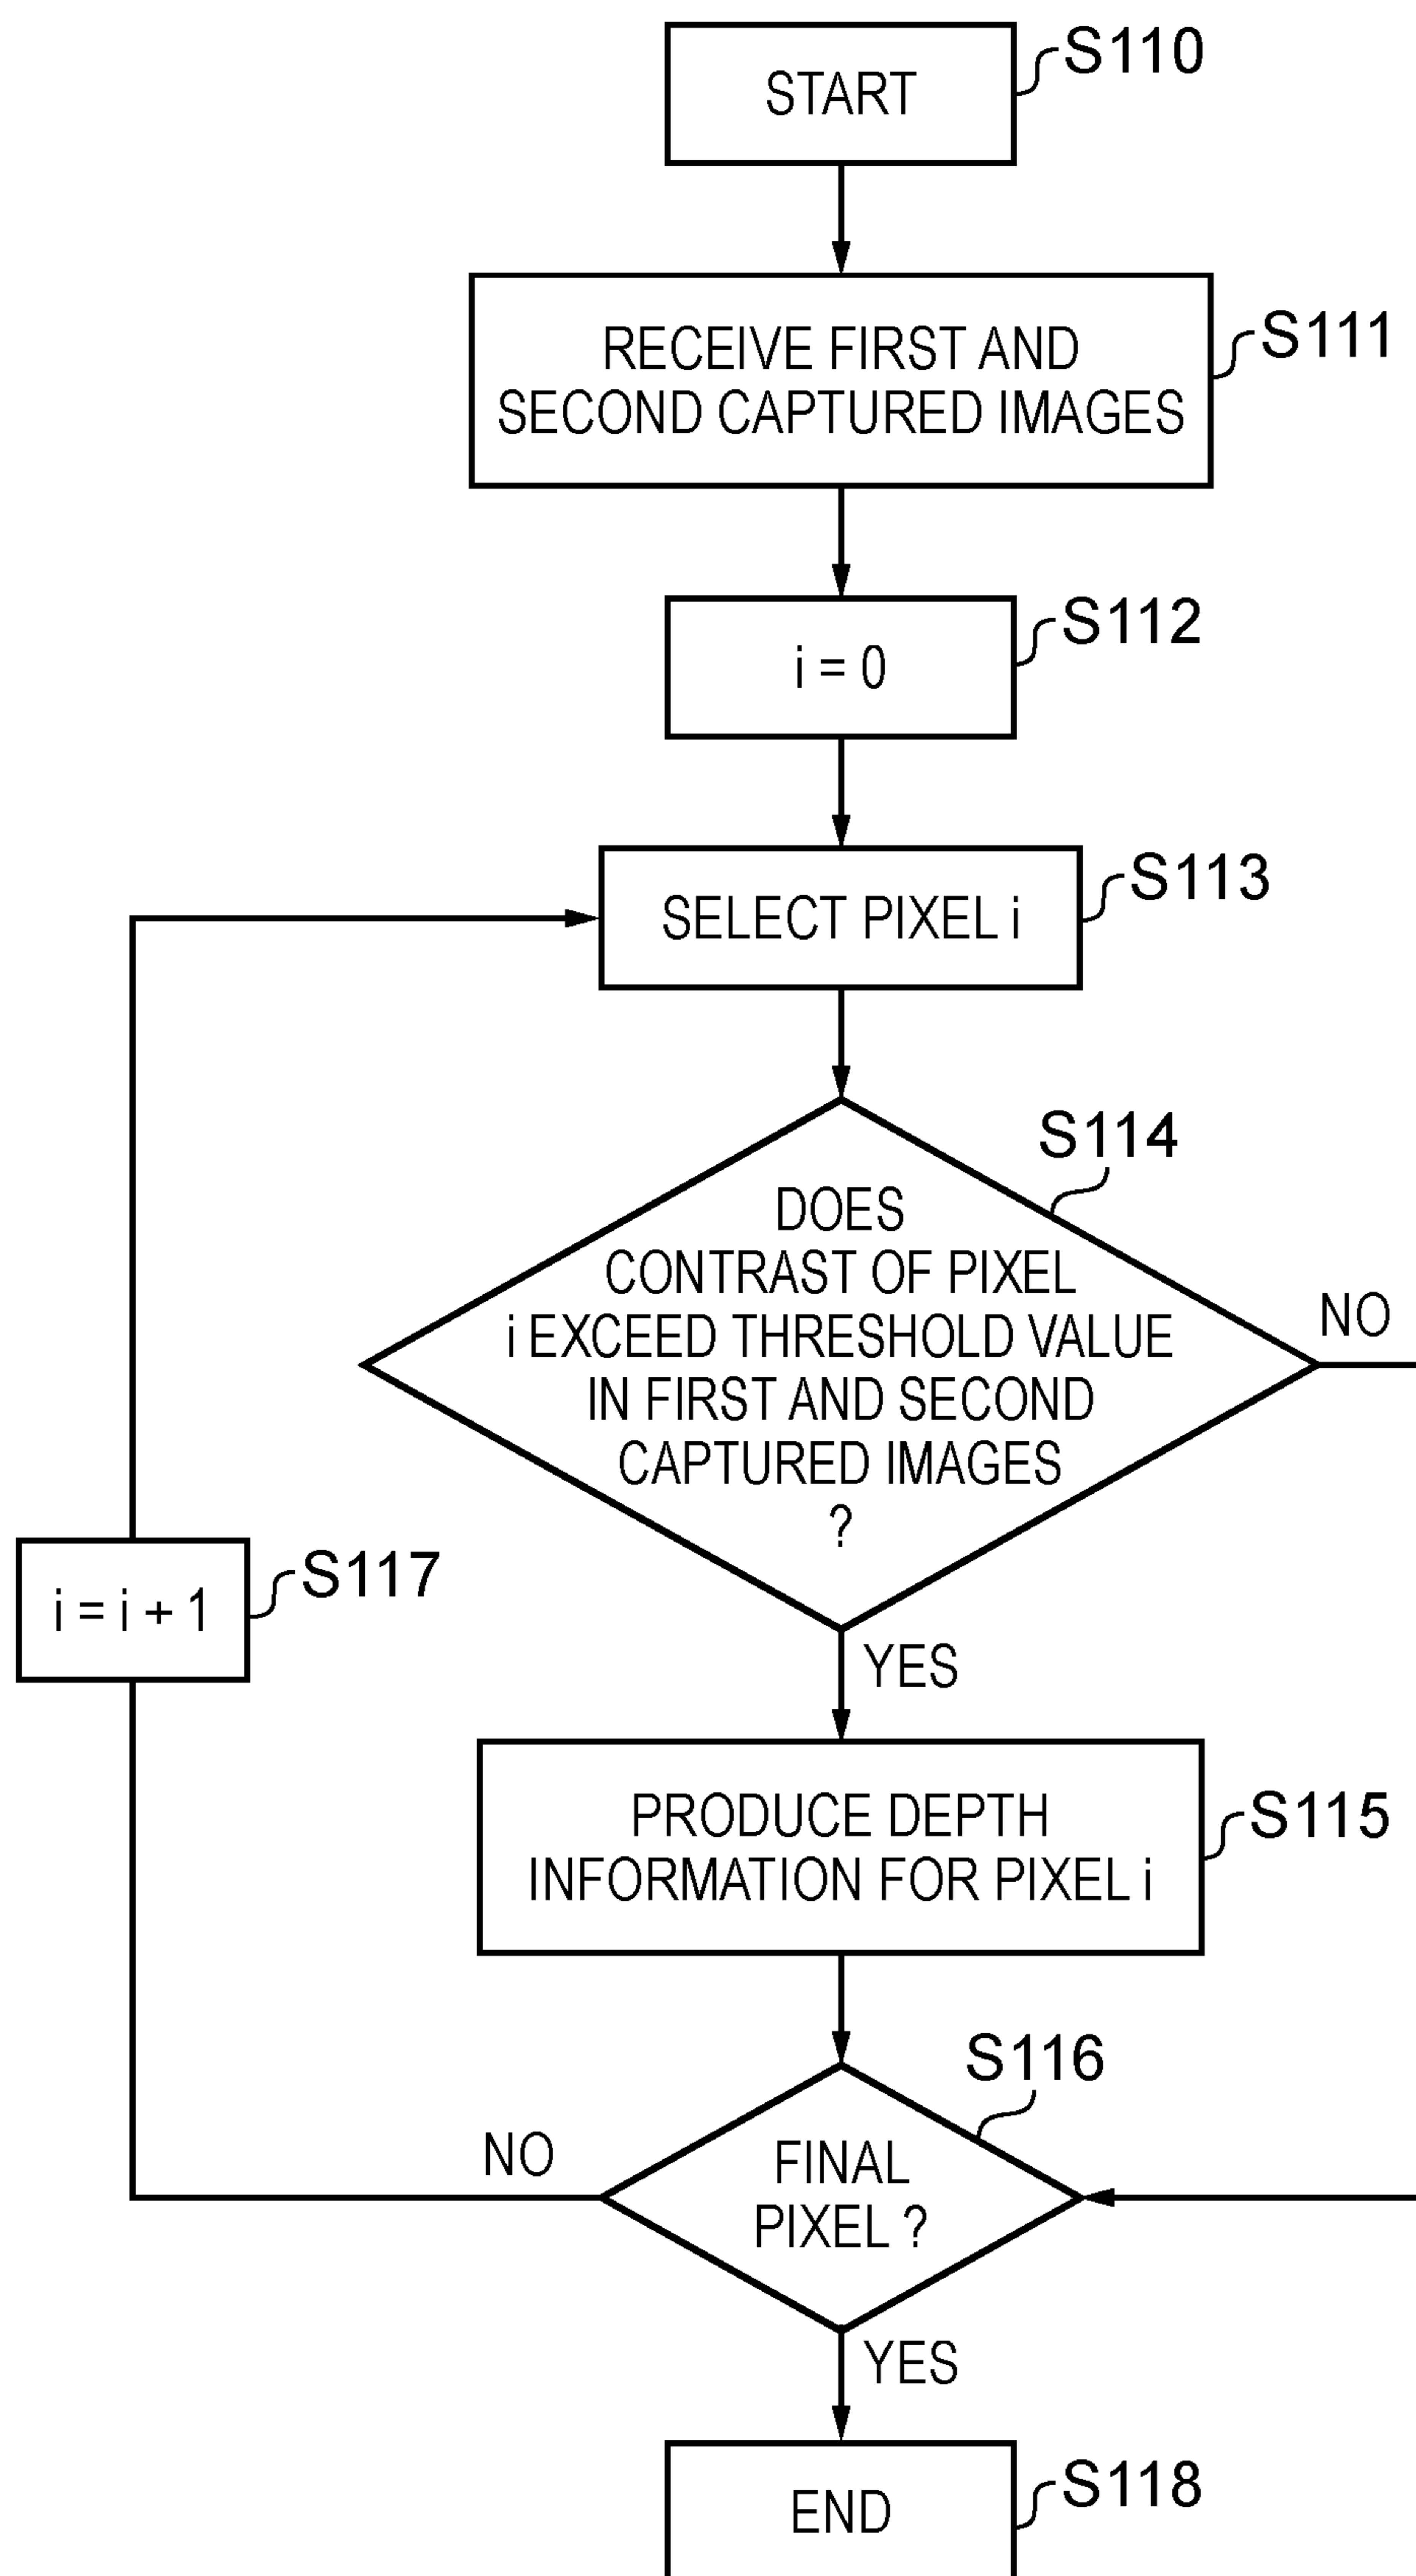 START
S110
RECEIVE FIRST AND
SECOND CAPTURED IMAGES
S111
i = 0
S112
SELECT PIXEL i
S113
DOES
CONTRAST OF PIXEL
i EXCEED THRESHOLD VALUE
IN FIRST AND SECOND
CAPTURED IMAGES
?
S114
NO
YES
i = i + 1
S117
PRODUCE DEPTH
INFORMATION FOR PIXEL i
S115
FINAL
PIXEL ?
S116
NO
YES
END
S118